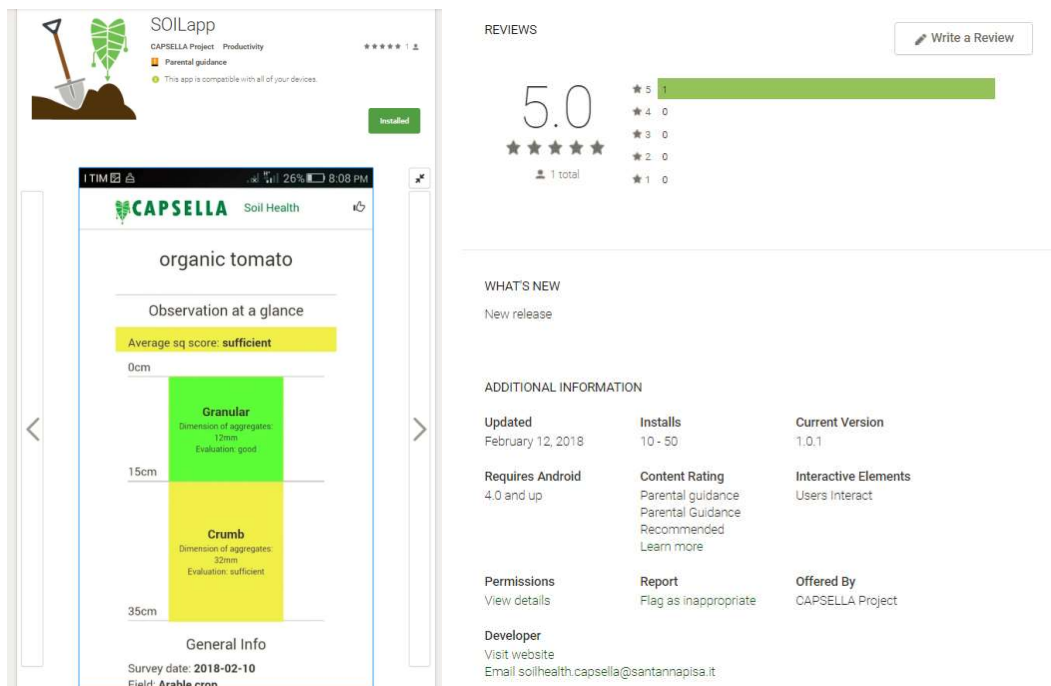 SOILapp
CAPSELLA Project Productivity
1
Parental guidance
This app is compatible with all of your devices.
Installed
I TIM 26% 8:08 PM
CAPSELLA Soil Health
organic tomato
Observation at a glance
Average sq score: sufficient
0cm
Granular
Dimension of aggregates:
12mm
Evaluation: good
15cm
Crumb
Dimension of aggregates:
32mm
Evaluation: sufficient
35cm
General Info
Survey date: 2018-02-10
Field: Arable crop
REVIEWS
Write a Review
5.0
1 total
5 1
4 0
3 0
2 0
1 0
WHAT'S NEW
New release
ADDITIONAL INFORMATION
Updated
February 12, 2018
Installs
10 - 50
Current Version
1.0.1
Requires Android
4.0 and up
Content Rating
Parental guidance
Parental Guidance
Recommended
Learn more
Interactive Elements
Users Interact
Permissions
View details
Report
Flag as inappropriate
Offered By
CAPSELLA Project
Developer
Visit website
Email soilhealth.capsella@santannapisa.it